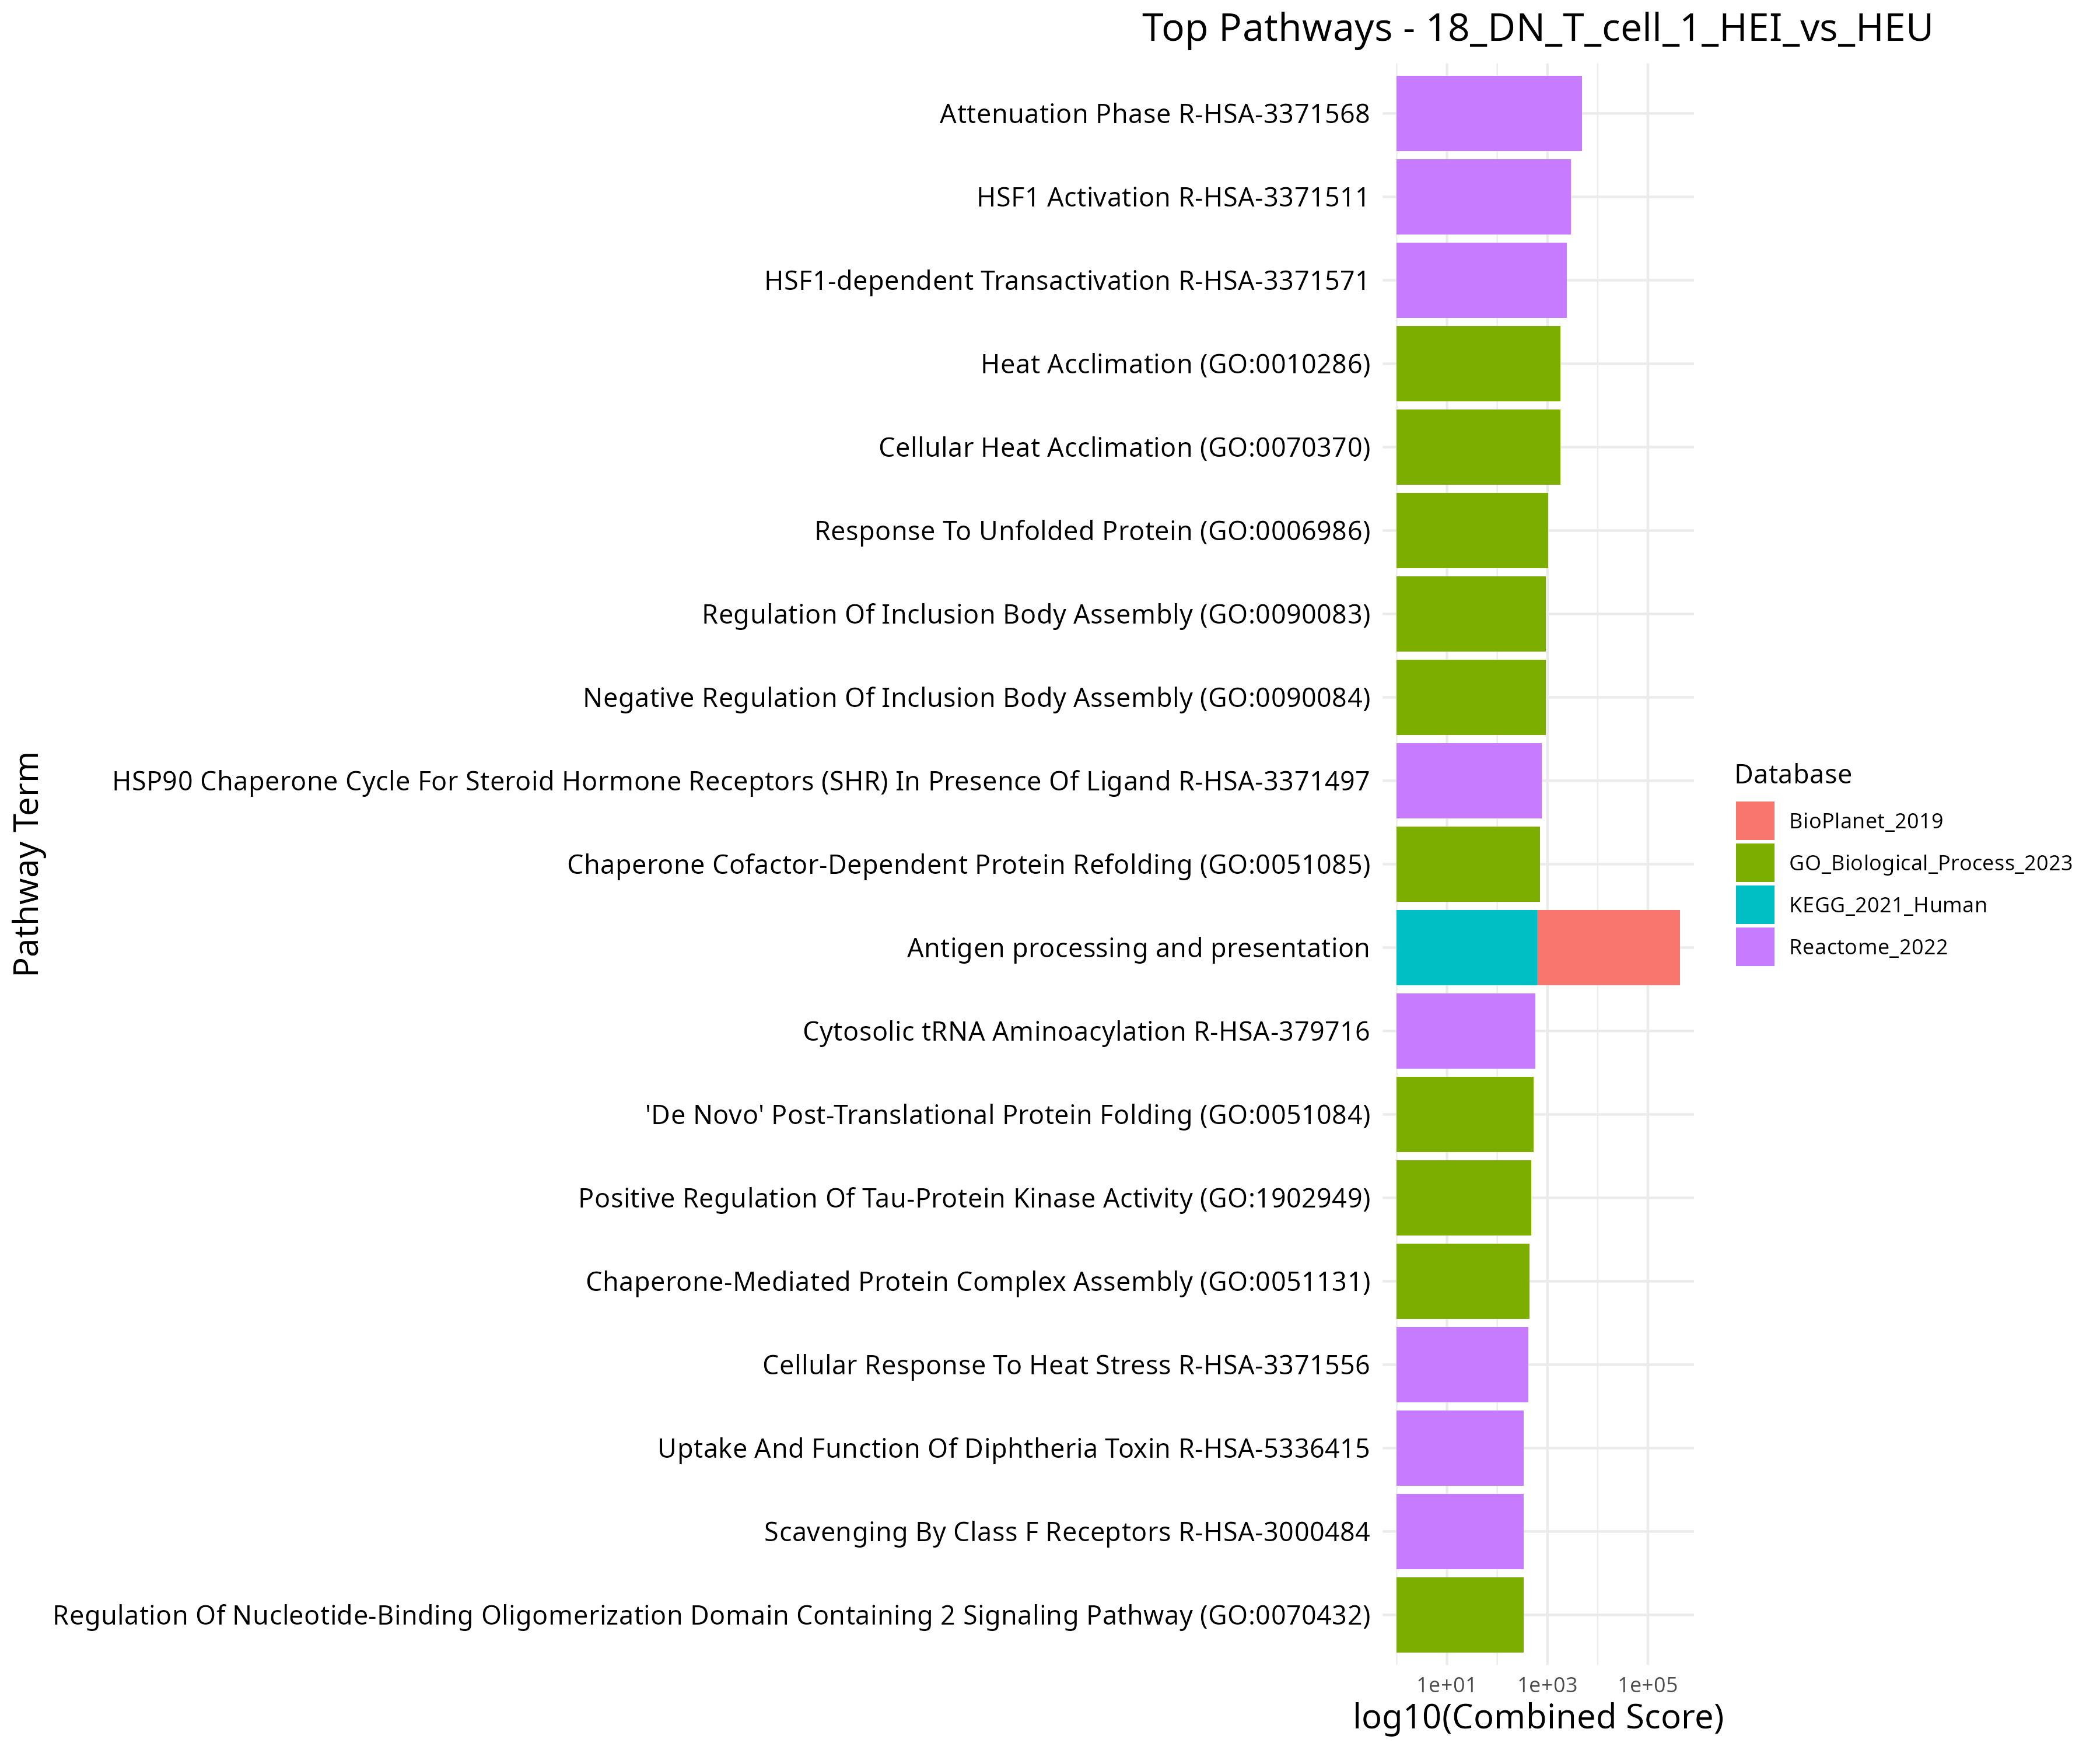 Top Pathways - 18_DN_T_cell_1_HEI_vs_HEU
Pathway Term
Attenuation Phase R-HSA-3371568
HSF1 Activation R-HSA-3371511
HSF1-dependent Transactivation R-HSA-3371571
Heat Acclimation (GO:0010286)
Cellular Heat Acclimation (GO:0070370)
Response To Unfolded Protein (GO:0006986)
Regulation Of Inclusion Body Assembly (GO:0090083)
Negative Regulation Of Inclusion Body Assembly (GO:0090084)
HSP90 Chaperone Cycle For Steroid Hormone Receptors (SHR) In Presence Of Ligand R-HSA-3371497
Chaperone Cofactor-Dependent Protein Refolding (GO:0051085)
Antigen processing and presentation
Cytosolic tRNA Aminoacylation R-HSA-379716
'De Novo' Post-Translational Protein Folding (GO:0051084)
Positive Regulation Of Tau-Protein Kinase Activity (GO:1902949)
Chaperone-Mediated Protein Complex Assembly (GO:0051131)
Cellular Response To Heat Stress R-HSA-3371556
Uptake And Function Of Diphtheria Toxin R-HSA-5336415
Scavenging By Class F Receptors R-HSA-3000484
Regulation Of Nucleotide-Binding Oligomerization Domain Containing 2 Signaling Pathway (GO:0070432)
1e+01 1e+03 1e+05
log10(Combined Score)
Database
BioPlanet_2019
GO_Biological_Process_2023
KEGG_2021_Human
Reactome_2022